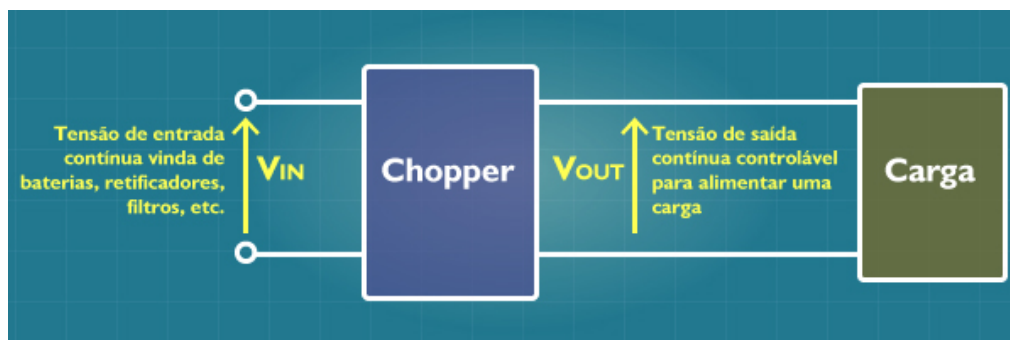 Tensão de entrada
contínua vinda de
baterias, retificadores,
filtros, etc.
VIN
Chopper
VOUT
Tensão de saída
contínua controlável
para alimentar uma
carga
Carga